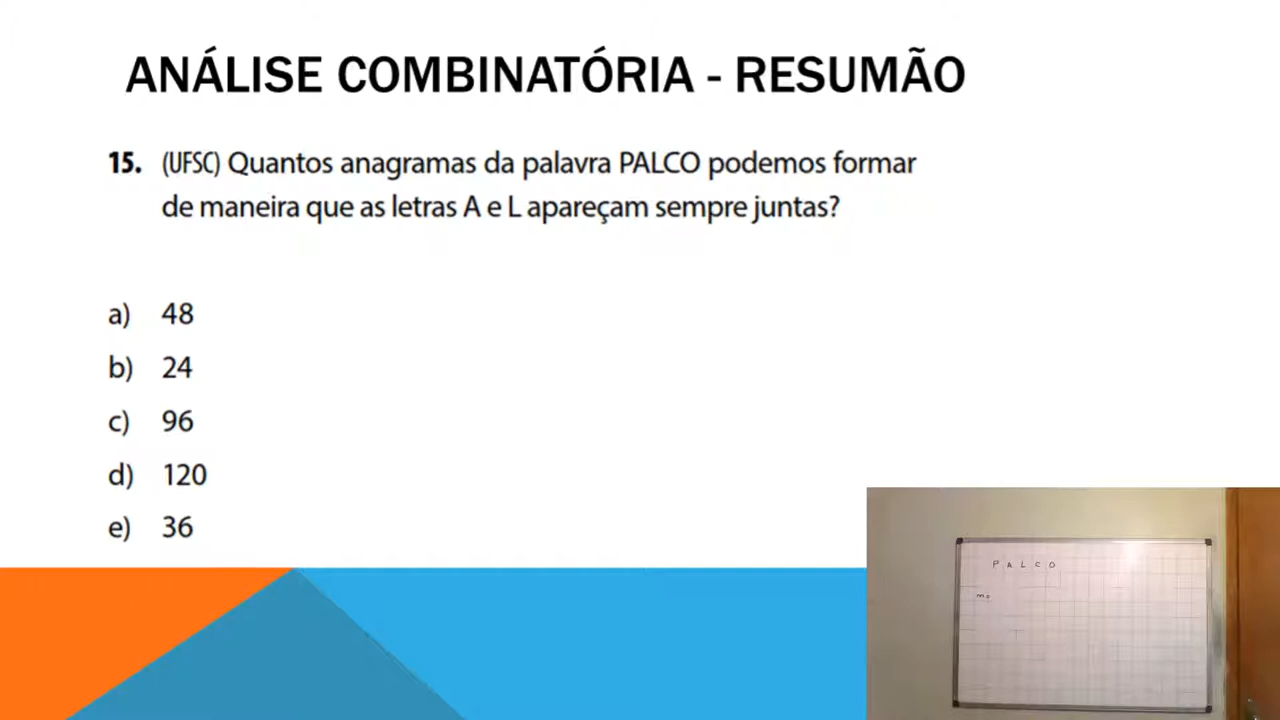 ANÁLISE COMBINATÓRIA - RESUMÃO
15. (UFSC) Quantos anagramas da palavra PALCO podemos formar
de maneira que as letras A e L apareçam sempre juntas?
a) 48
b) 24
c) 96
d) 120
e) 36
P A L C O